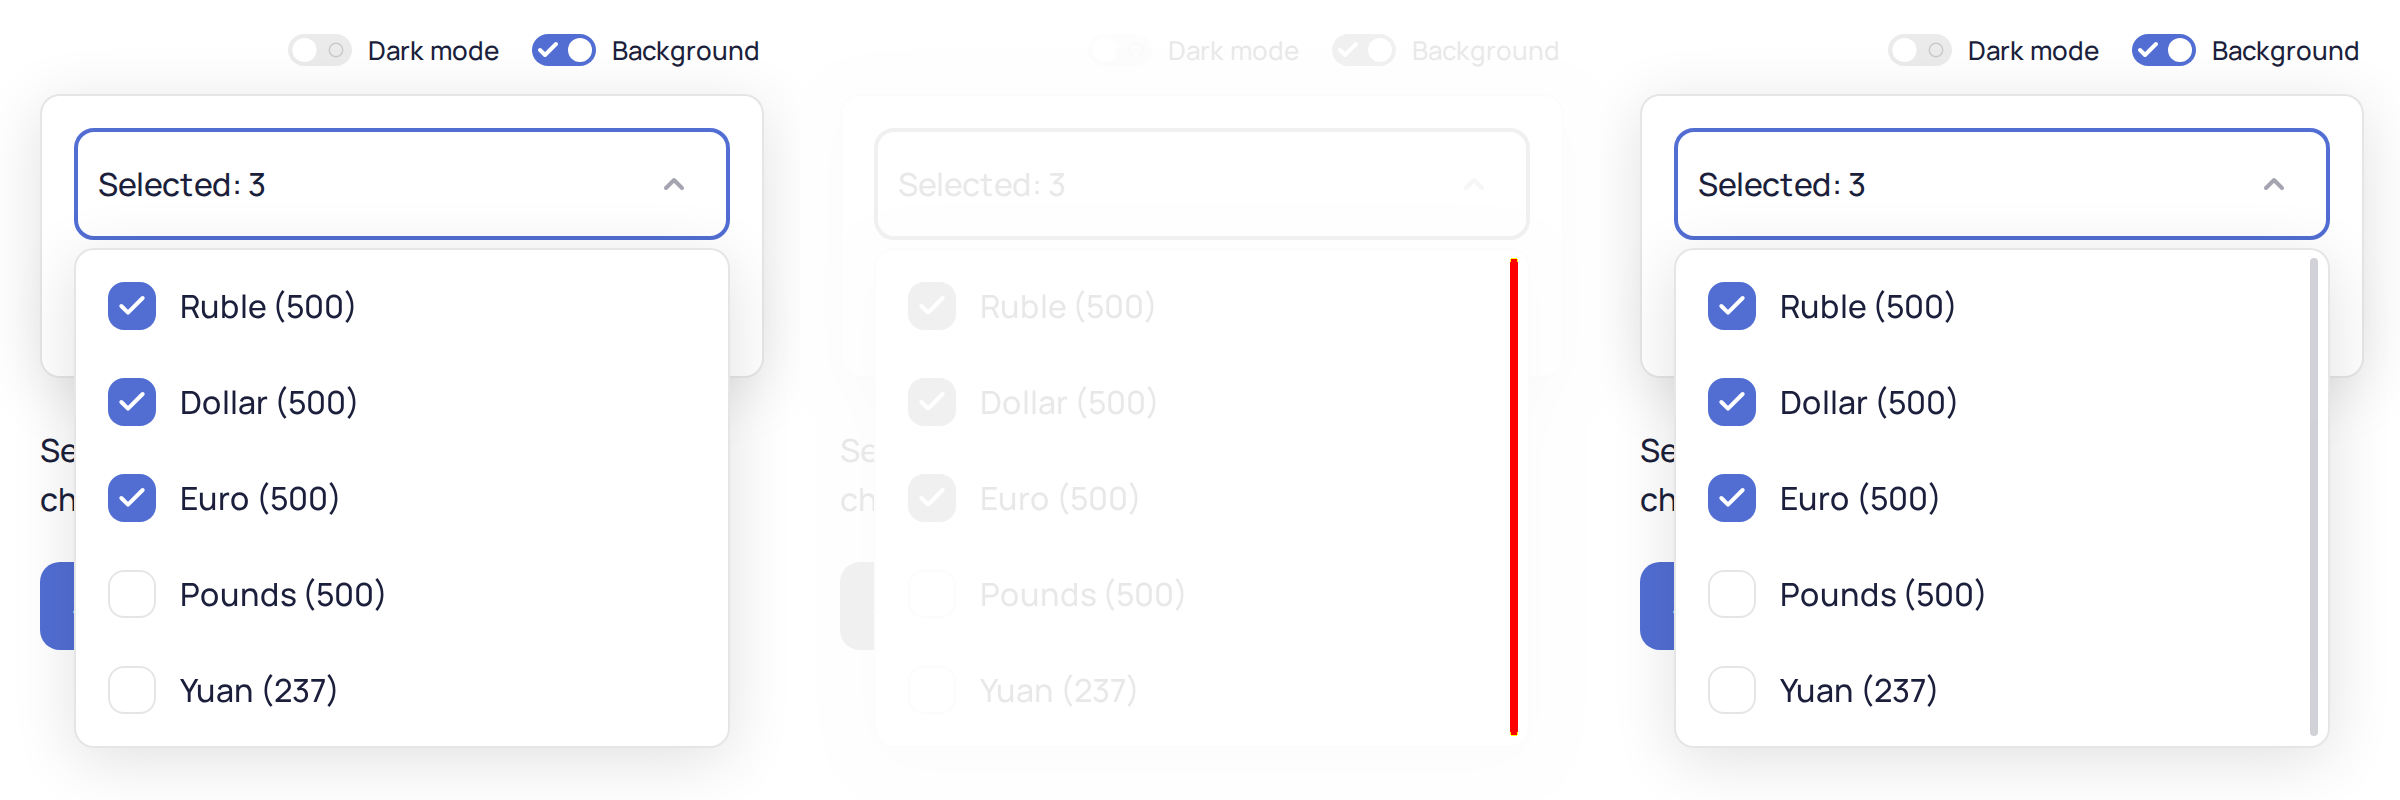 Dark mode Background
Selected: 3
Ruble (500)
Dollar (500)
Se
Euro (500)
ch
Pounds (500)
Yuan (237)
Dark mode Background
Selected: 3
Ruble (500)
Dollar (500)
Se
Euro (500)
ch
Pounds (500)
Yuan (237)
Dark mode Background
Selected: 3
Ruble (500)
Dollar (500)
Se
Euro (500)
ch
Pounds (500)
Yuan (237)